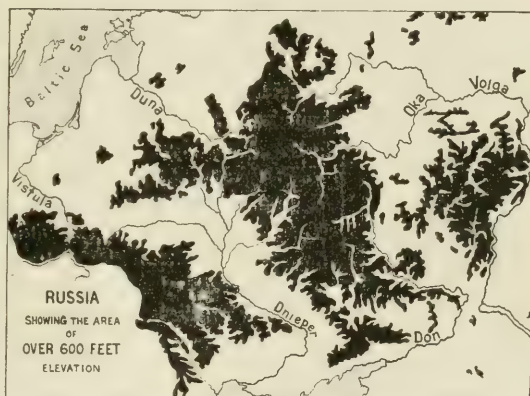 Baltic Sea
Duna
Oka
Volga
Vistula
Dnieper
Don
RUSSIA
SHOWING THE AREA
OF
OVER 600 FEET
ELEVATION